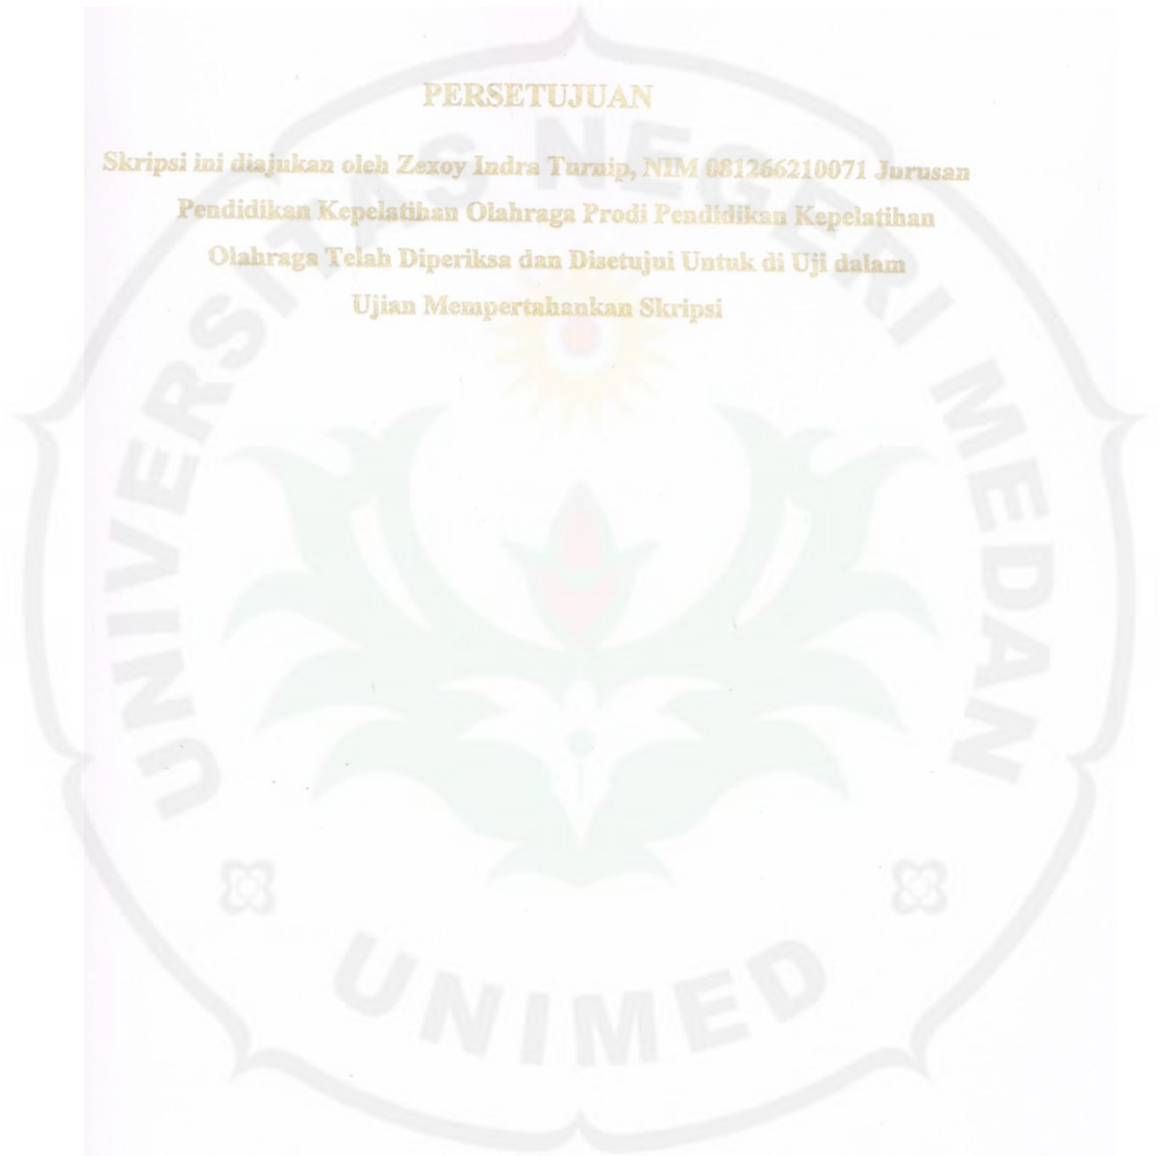 PERSETUJUAN
Skripsi ini diajukan oleh Zexoy Indra Turnip, NIM 081266210071 Jurusan
Pendidikan Kepelatihan Olahraga Prodi Pendidikan Kepelatihan
Olahraga Telah Diperiksa dan Disetujui Untuk di Uji dalam
Ujian Mempertahankan Skripsi
UNIVERSITAS NEGERI MEDAN
UNIMED